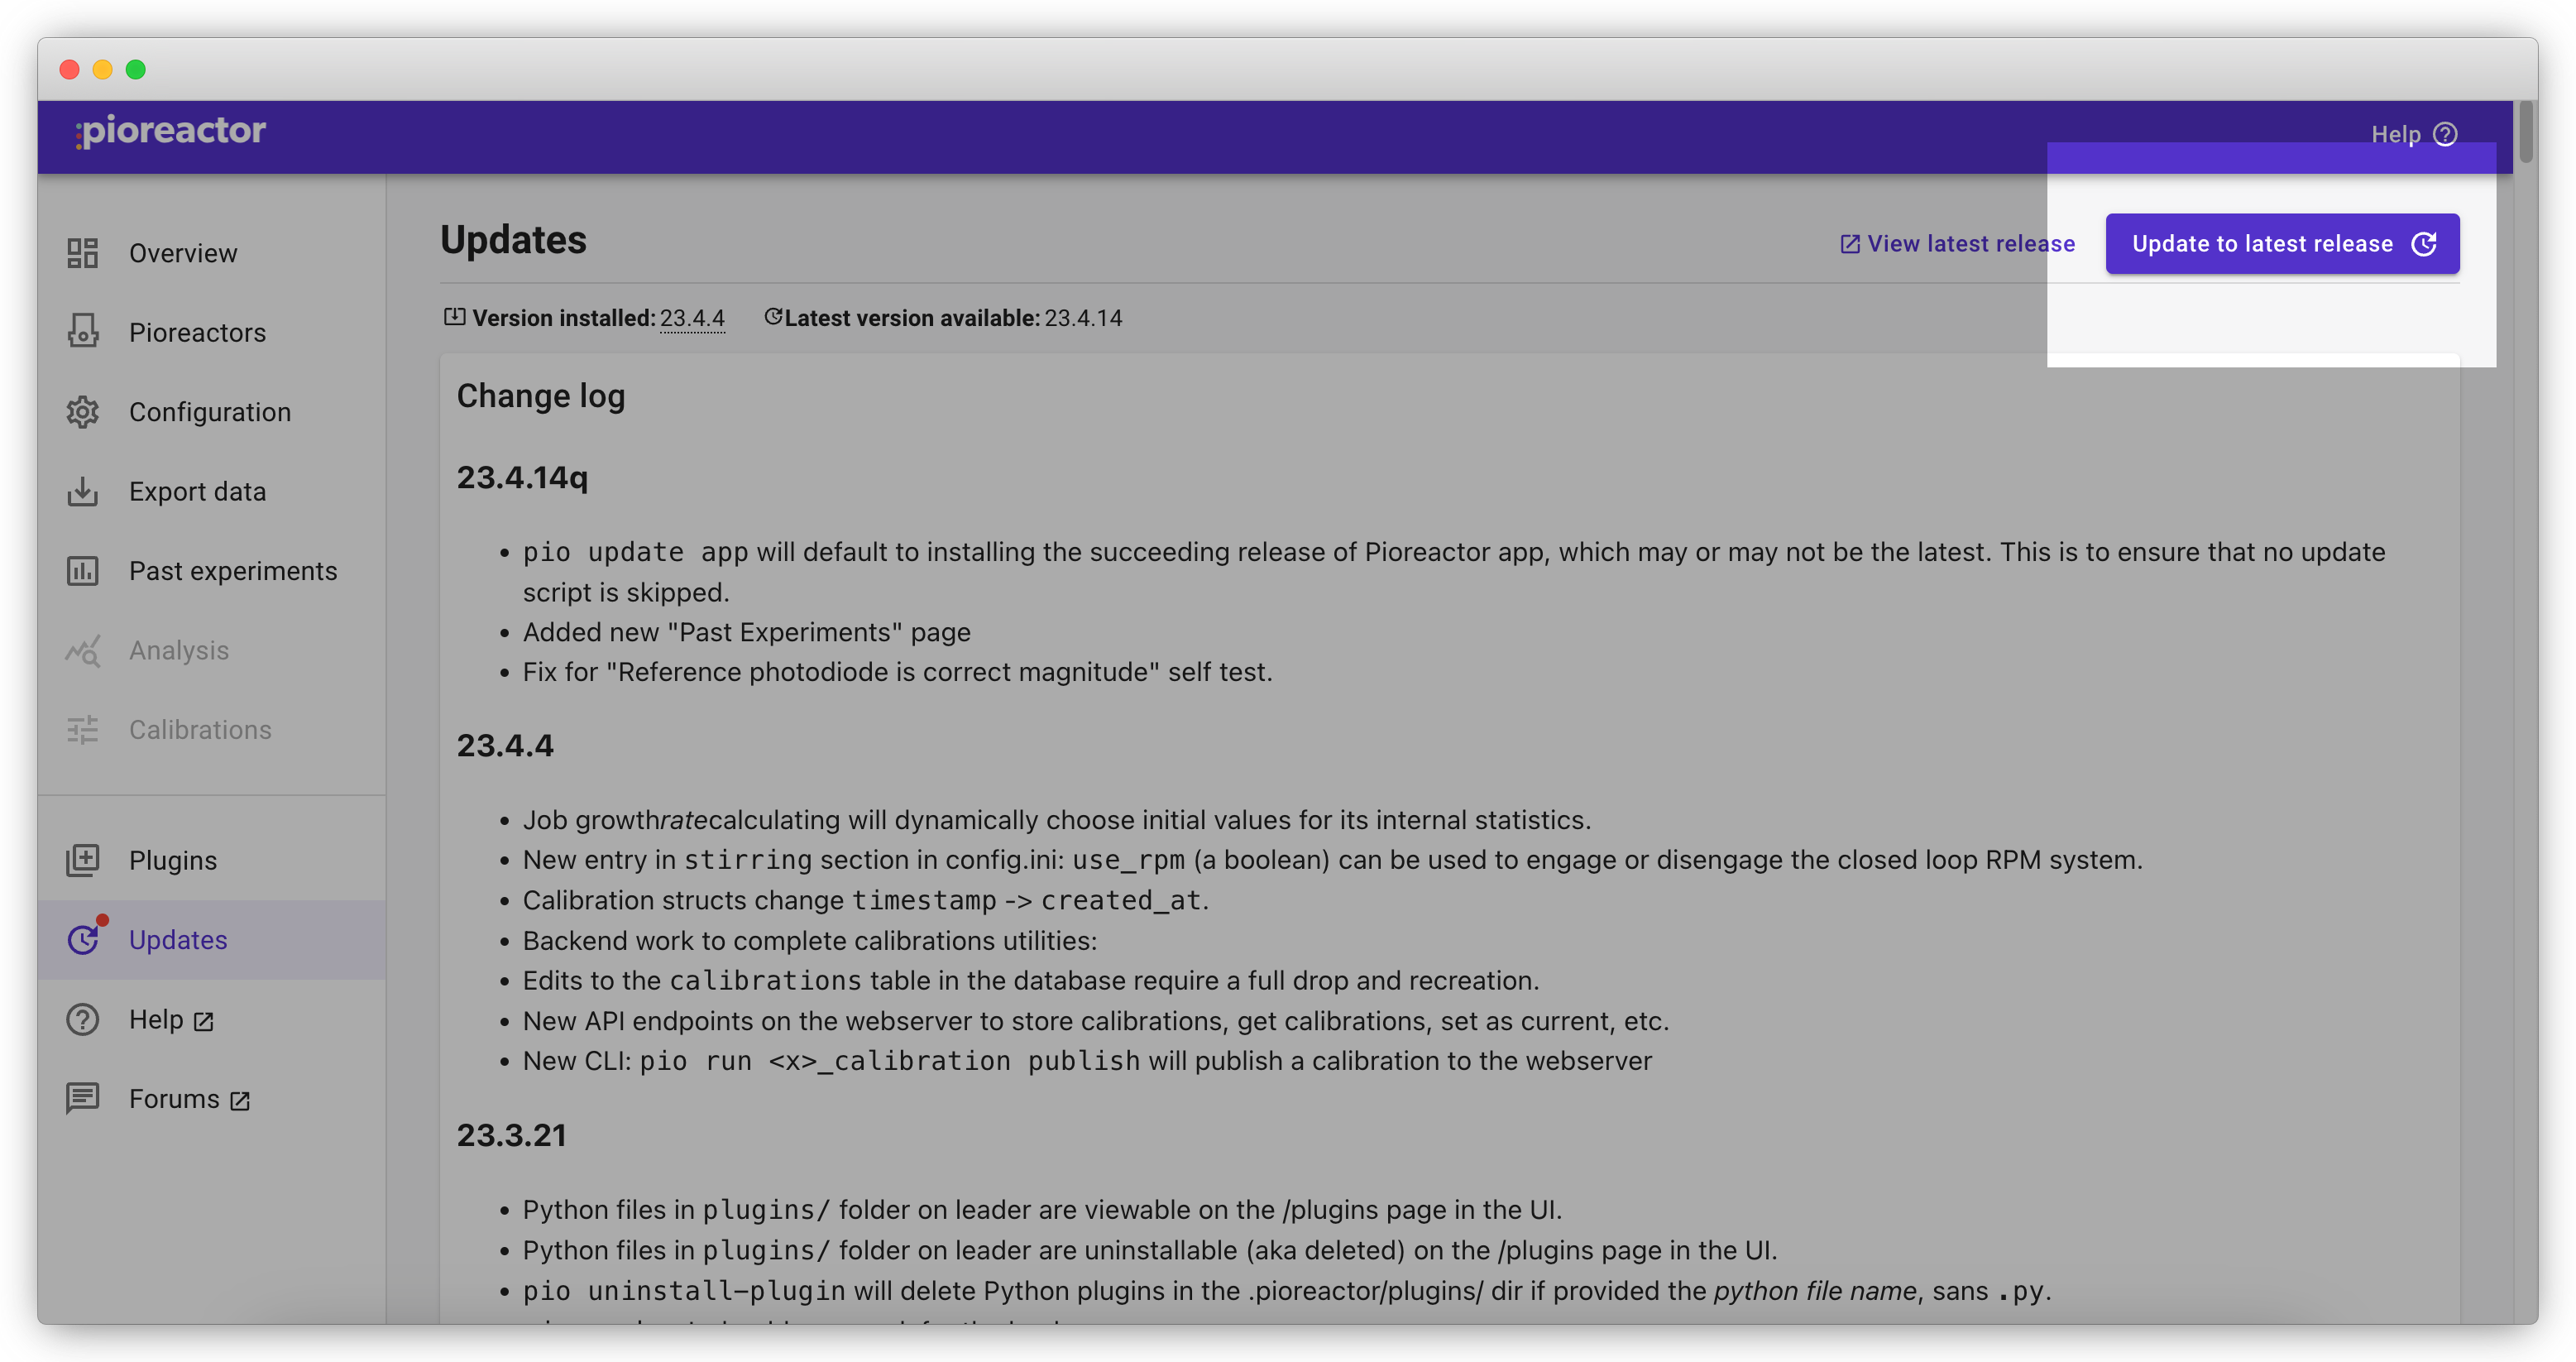 pioreactor
Help
Overview
Pioreactors
Configuration
Export data
Past experiments
Analysis
Calibrations
Plugins
Updates
Help
Forums
Updates
View latest release
Update to latest release
Version installed: 23.4.4 Latest version available: 23.4.14
Change log
23.4.14q
• pio update app will default to installing the succeeding release of Pioreactor app, which may or may not be the latest. This is to ensure that no update
script is skipped.
• Added new "Past Experiments" page
• Fix for "Reference photodiode is correct magnitude" self test.
23.4.4
• Job growthratecalculating will dynamically choose initial values for its internal statistics.
• New entry in stirring section in config.ini: use_rpm (a boolean) can be used to engage or disengage the closed loop RPM system.
• Calibration structs change timestamp -> created_at.
• Backend work to complete calibrations utilities:
• Edits to the calibrations table in the database require a full drop and recreation.
• New API endpoints on the webserver to store calibrations, get calibrations, set as current, etc.
• New CLI: pio run <x>_calibration publish will publish a calibration to the webserver
23.3.21
• Python files in plugins/ folder on leader are viewable on the /plugins page in the UI.
• Python files in plugins/ folder on leader are uninstallable (aka deleted) on the /plugins page in the UI.
• pio uninstall-plugin will delete Python plugins in the .pioreactor/plugins/ dir if provided the python file name, sans .py.